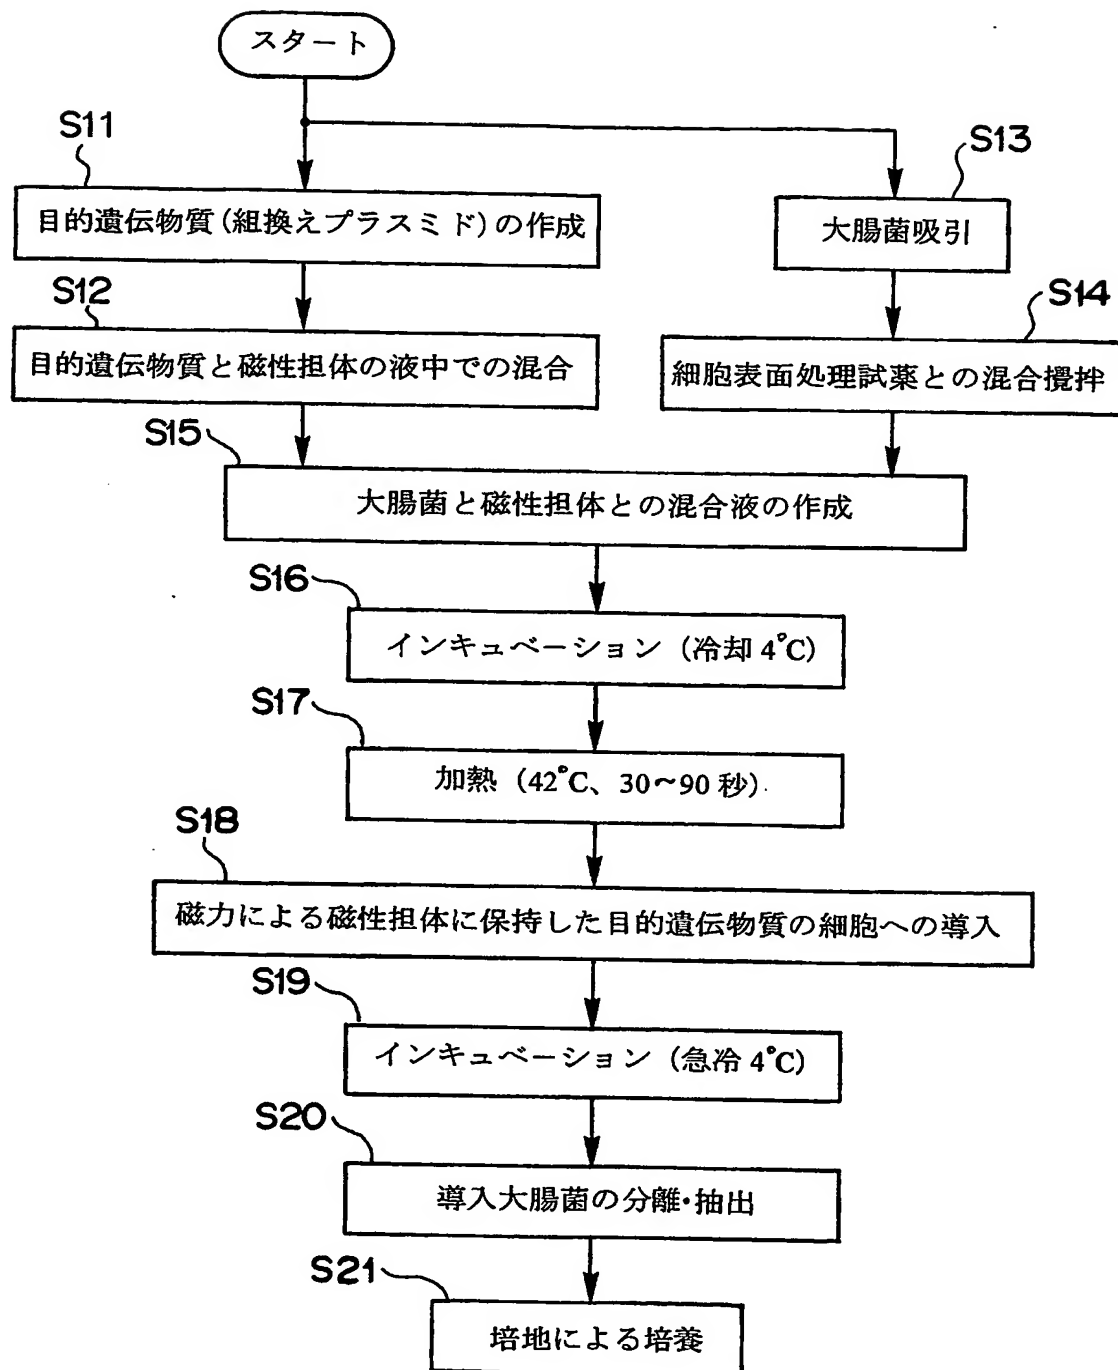 スタート
S11
目的遺伝物質(組換えプラスミド)の作成
S13
大腸菌吸引
S12
目的遺伝物質と磁性担体の液中での混合
S14
細胞表面処理試薬との混合攪拌
S15
大腸菌と磁性担体との混合液の作成
S16
インキュベーション(冷却4℃)
S17
加熱(42℃、30〜90秒)
S18
磁力による磁性担体に保持した目的遺伝物質の細胞への導入
S19
インキュベーション(急冷4℃)
S20
導入大腸菌の分離・抽出
S21
培地による培養